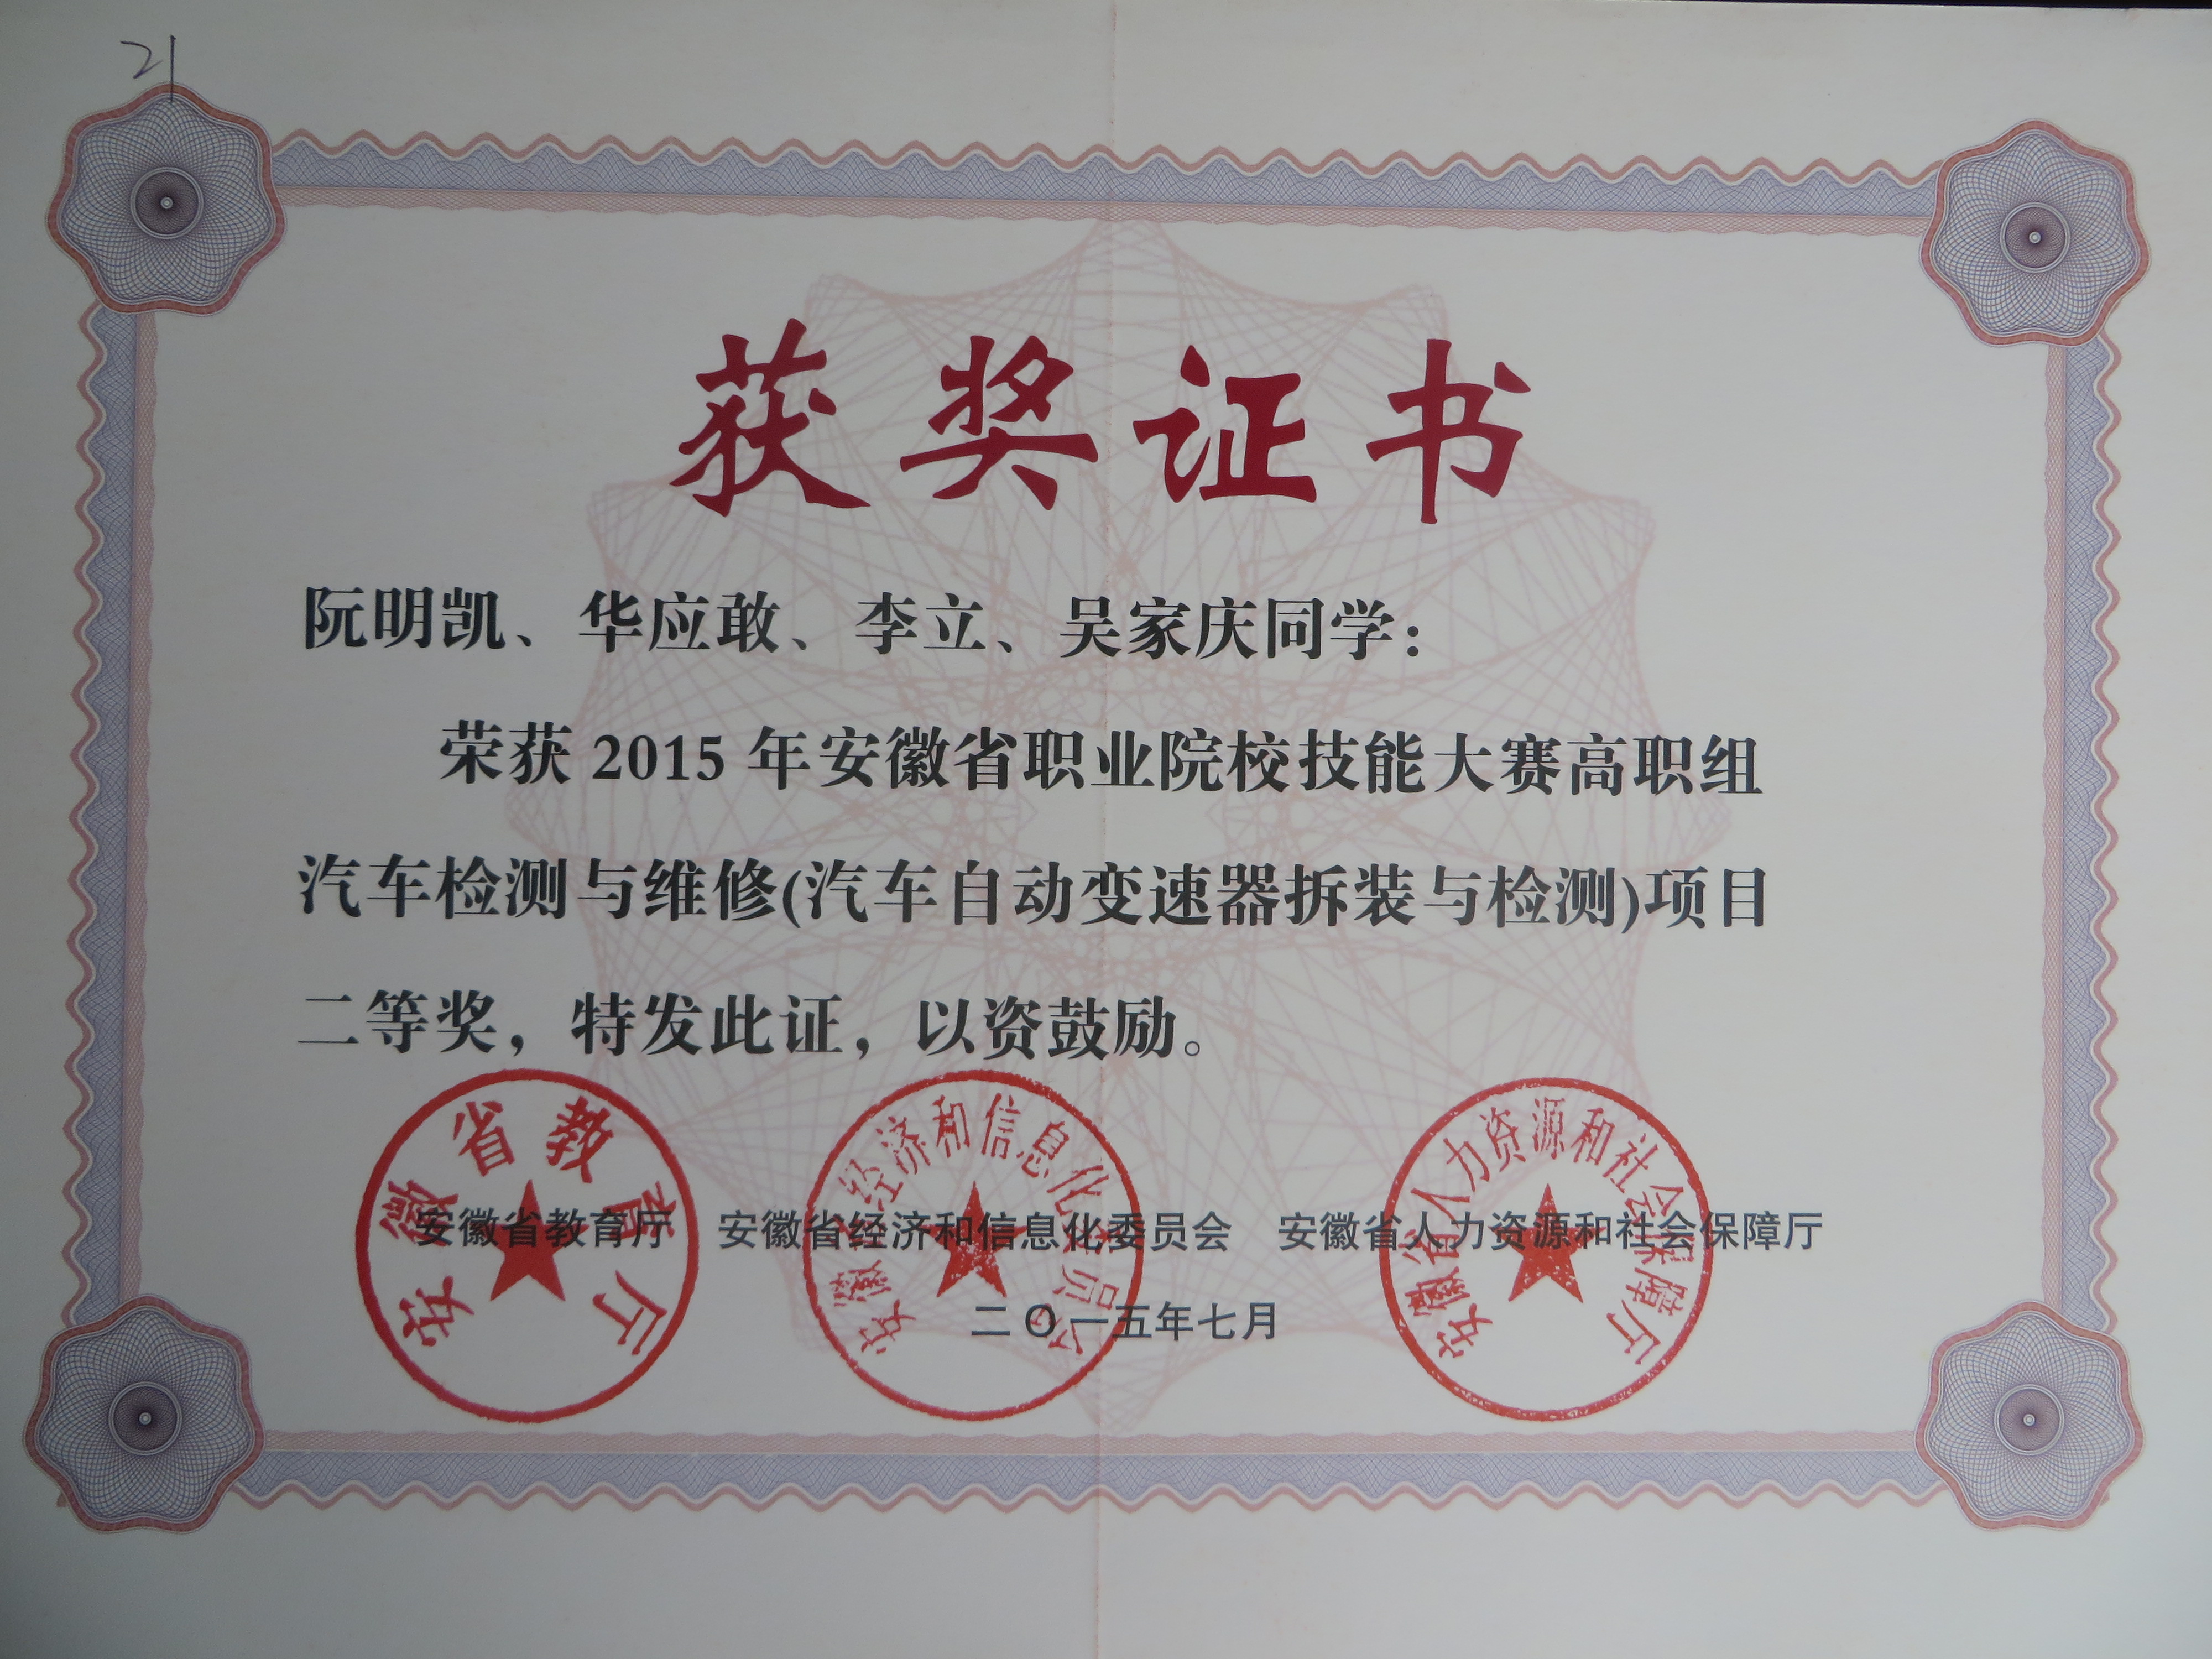 21
获奖证书
阮明凯、华应敢、李立、吴家庆同学：
荣获 2015 年安徽省职业院校技能大赛高职组
汽车检测与维修(汽车自动变速器拆装与检测)项目
二等奖，特发此证，以资鼓励。
安徽省教育厅
安徽省经济和信息化委员会
安徽省人力资源和社会保障厅
安徽省教育厅 安徽省经济和信息化委员会 安徽省人力资源和社会保障厅
二〇一五年七月